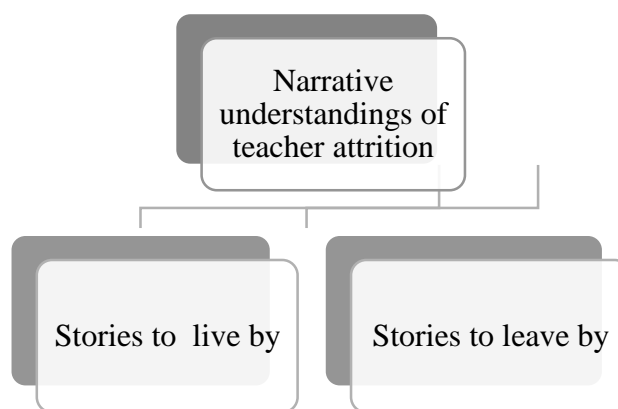 Narrative
understandings of
teacher attrition
Stories to live by
Stories to leave by